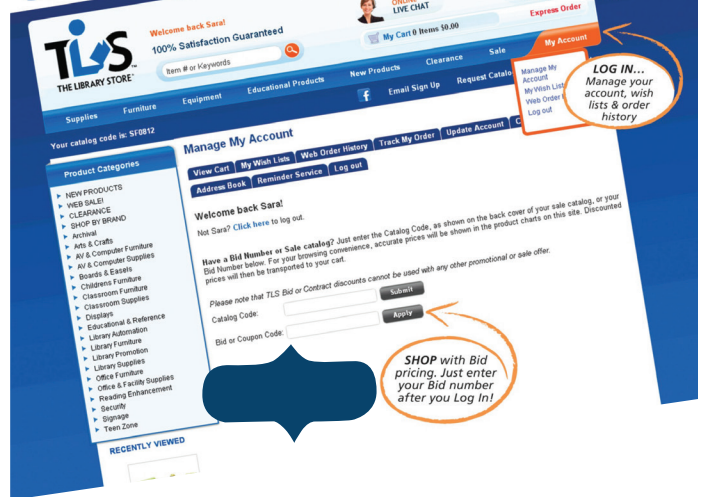 ONLINE
LIVE CHAT
Express Order
Welcome back Sara!
100% Satisfaction Guaranteed
My Cart 0 Items $0.00
TLS
THE LIBRARY STORE
Item # or Keywords
My Account
Supplies Furniture Equipment Educational Products New Products Clearance Sale
Email Sign Up Request Catalog
Manage My
Account
My Wish List
Web Order
Log out
LOG IN...
Manage your
account, wish
lists & order
history
Your catalog code is: SF0812
Product Categories
NEW PRODUCTS
WEB SALE!
CLEARANCE
SHOP BY BRAND
Archival
Arts & Crafts
AV & Computer Furniture
AV & Computer Supplies
Boards & Easels
Childrens Furniture
Classroom Furniture
Classroom Supplies
Displays
Educational & Reference
Library Automation
Library Furniture
Library Promotion
Library Supplies
Office Furniture
Office & Facility Supplies
Reading Enhancement
Security
Signage
Teen Zone
RECENTLY VIEWED
Manage My Account
View Cart My Wish Lists Web Order History Track My Order Update Account C
Address Book Reminder Service Log out
Welcome back Sara!
Not Sara? Click here to log out.
Have a Bid Number or Sale catalog? Just enter the Catalog Code, as shown on the back cover of your sale catalog, or your
Bid Number below. For your browsing convenience, accurate prices will be shown in the product charts on this site. Discounted
prices will then be transported to your cart.
Please note that TLS Bid or Contract discounts cannot be used with any other promotional or sale offer.
Catalog Code: Submit
Bid or Coupon Code: Apply
SHOP with Bid
pricing. Just enter
your Bid number
after you Log In!